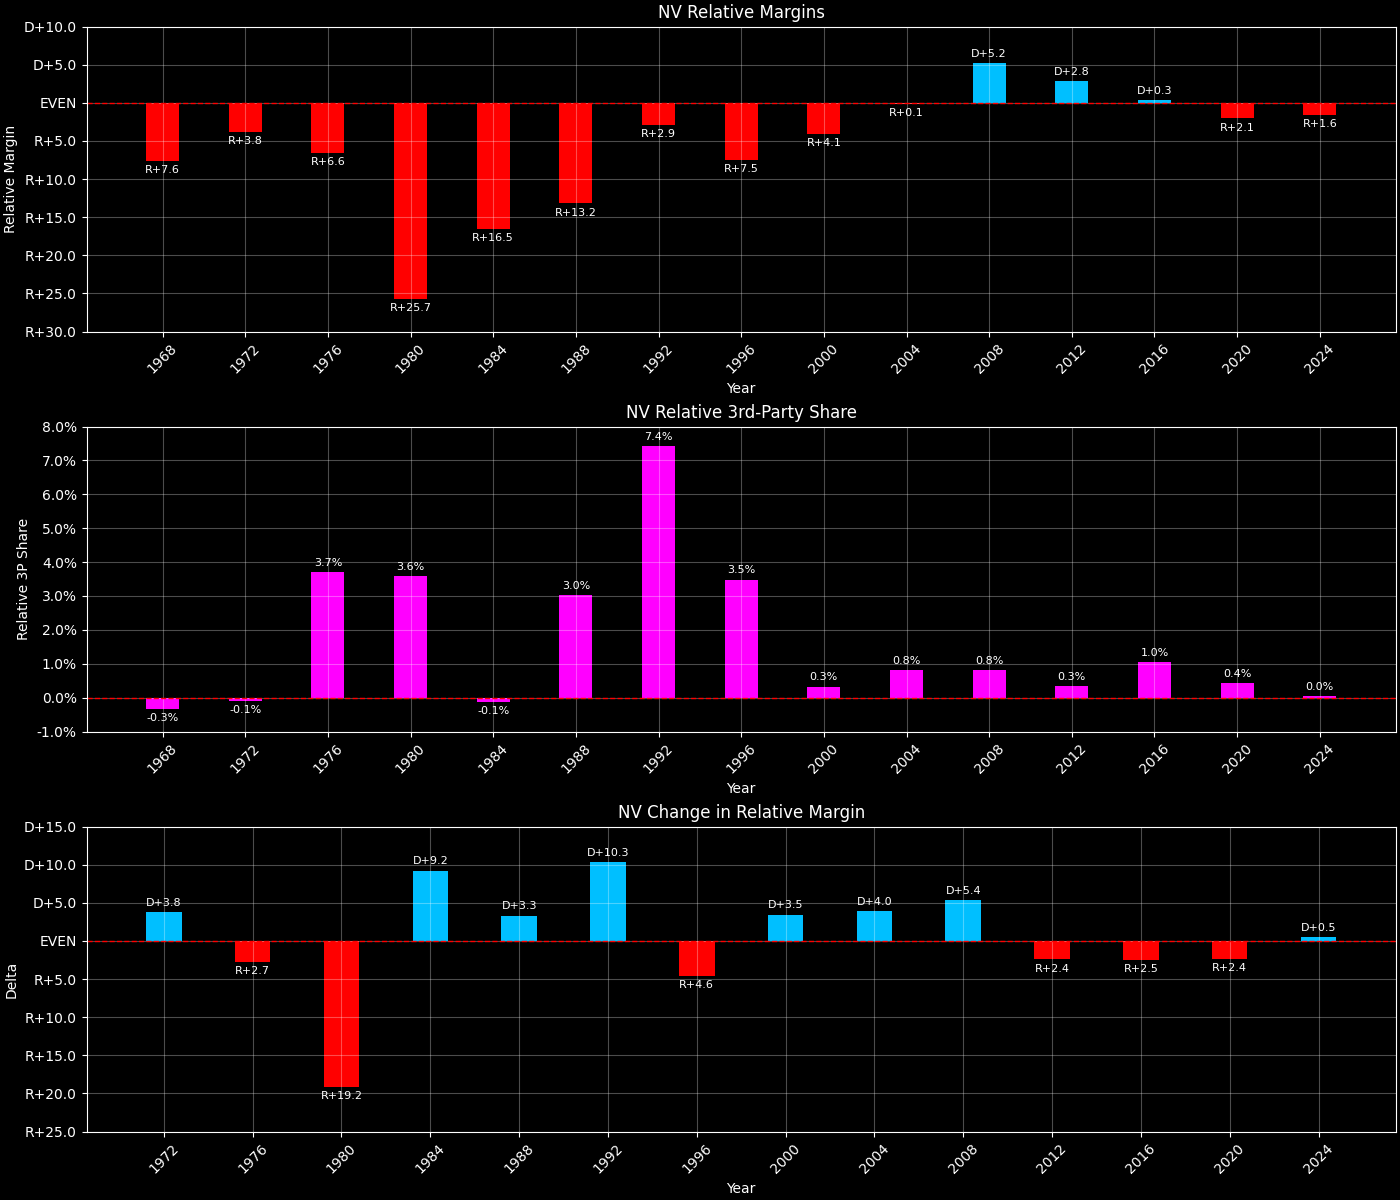 NV Relative Margins
D+10.0
D+5.0
EVEN
R+5.0
R+10.0
R+15.0
R+20.0
R+25.0
R+30.0
Relative Margin
R+7.6
R+3.8
R+6.6
R+25.7
R+16.5
R+13.2
R+2.9
R+7.5
R+4.1
R+0.1
D+5.2
D+2.8
D+0.3
R+2.1
R+1.6
1968 1972 1976 1980 1984 1988 1992 1996 2000 2004 2008 2012 2016 2020 2024
Year
NV Relative 3rd-Party Share
8.0%
7.0%
6.0%
5.0%
4.0%
3.0%
2.0%
1.0%
0.0%
-1.0%
Relative 3P Share
-0.3%
-0.1%
3.7%
3.6%
-0.1%
3.0%
7.4%
3.5%
0.3%
0.8%
0.8%
0.3%
1.0%
0.4%
0.0%
1968 1972 1976 1980 1984 1988 1992 1996 2000 2004 2008 2012 2016 2020 2024
Year
NV Change in Relative Margin
D+15.0
D+10.0
D+5.0
EVEN
R+5.0
R+10.0
R+15.0
R+20.0
R+25.0
Delta
D+3.8
R+2.7
R+19.2
D+9.2
D+3.3
D+10.3
R+4.6
D+3.5
D+4.0
D+5.4
R+2.4
R+2.5
R+2.4
D+0.5
1972 1976 1980 1984 1988 1992 1996 2000 2004 2008 2012 2016 2020 2024
Year